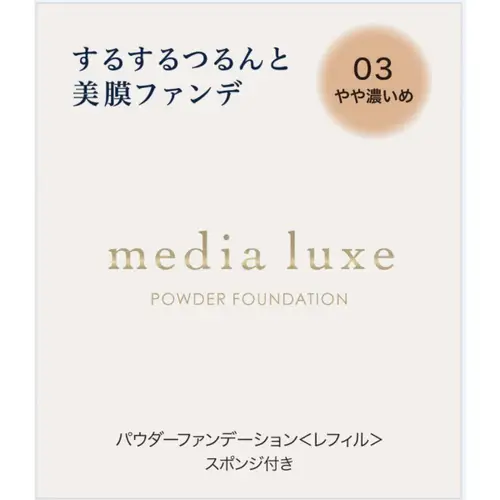 するするつるんと
美膜ファンデ
03
やや濃いめ
media luxe
POWDER FOUNDATION
パウダーファンデーション<レフィル>
スポンジ付き